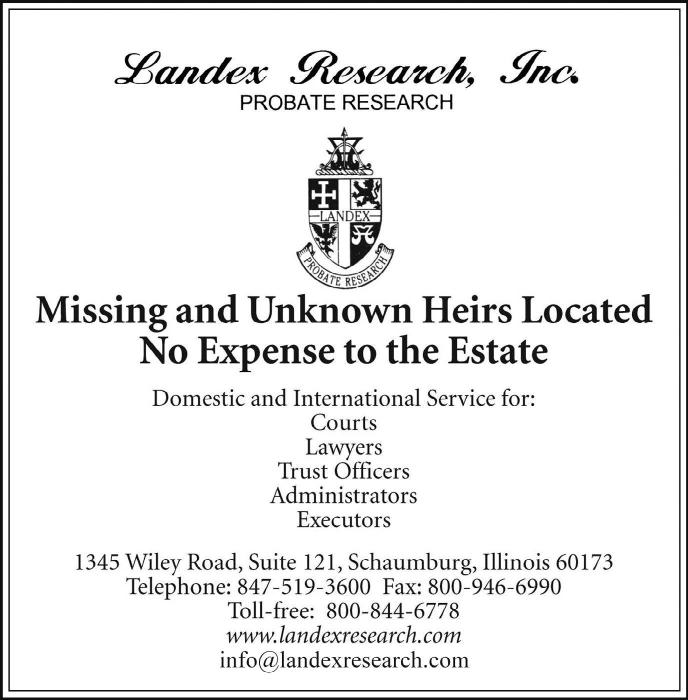 Landex Research, Inc.
PROBATE RESEARCH
LANDEX
PROBATE RESEARCH
Missing and Unknown Heirs Located
No Expense to the Estate
Domestic and International Service for:
Courts
Lawyers
Trust Officers
Administrators
Executors
1345 Wiley Road, Suite 121, Schaumburg, Illinois 60173
Telephone: 847-519-3600 Fax: 800-946-6990
Toll-free: 800-844-6778
www.landexresearch.com
info@landexresearch.com